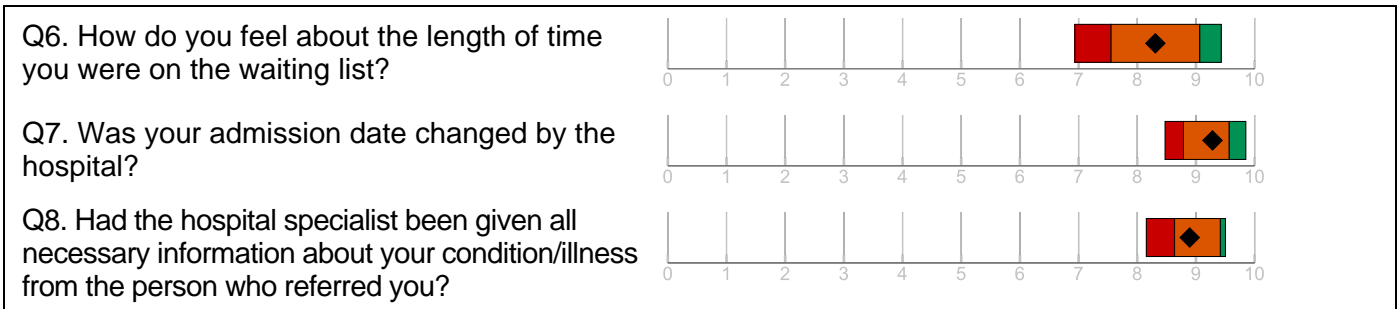 Q6. How do you feel about the length of time
you were on the waiting list?
0 1 2 3 4 5 6 7 8 9 10
Q7. Was your admission date changed by the
hospital?
0 1 2 3 4 5 6 7 8 9 10
Q8. Had the hospital specialist been given all
necessary information about your condition/illness
from the person who referred you?
0 1 2 3 4 5 6 7 8 9 10